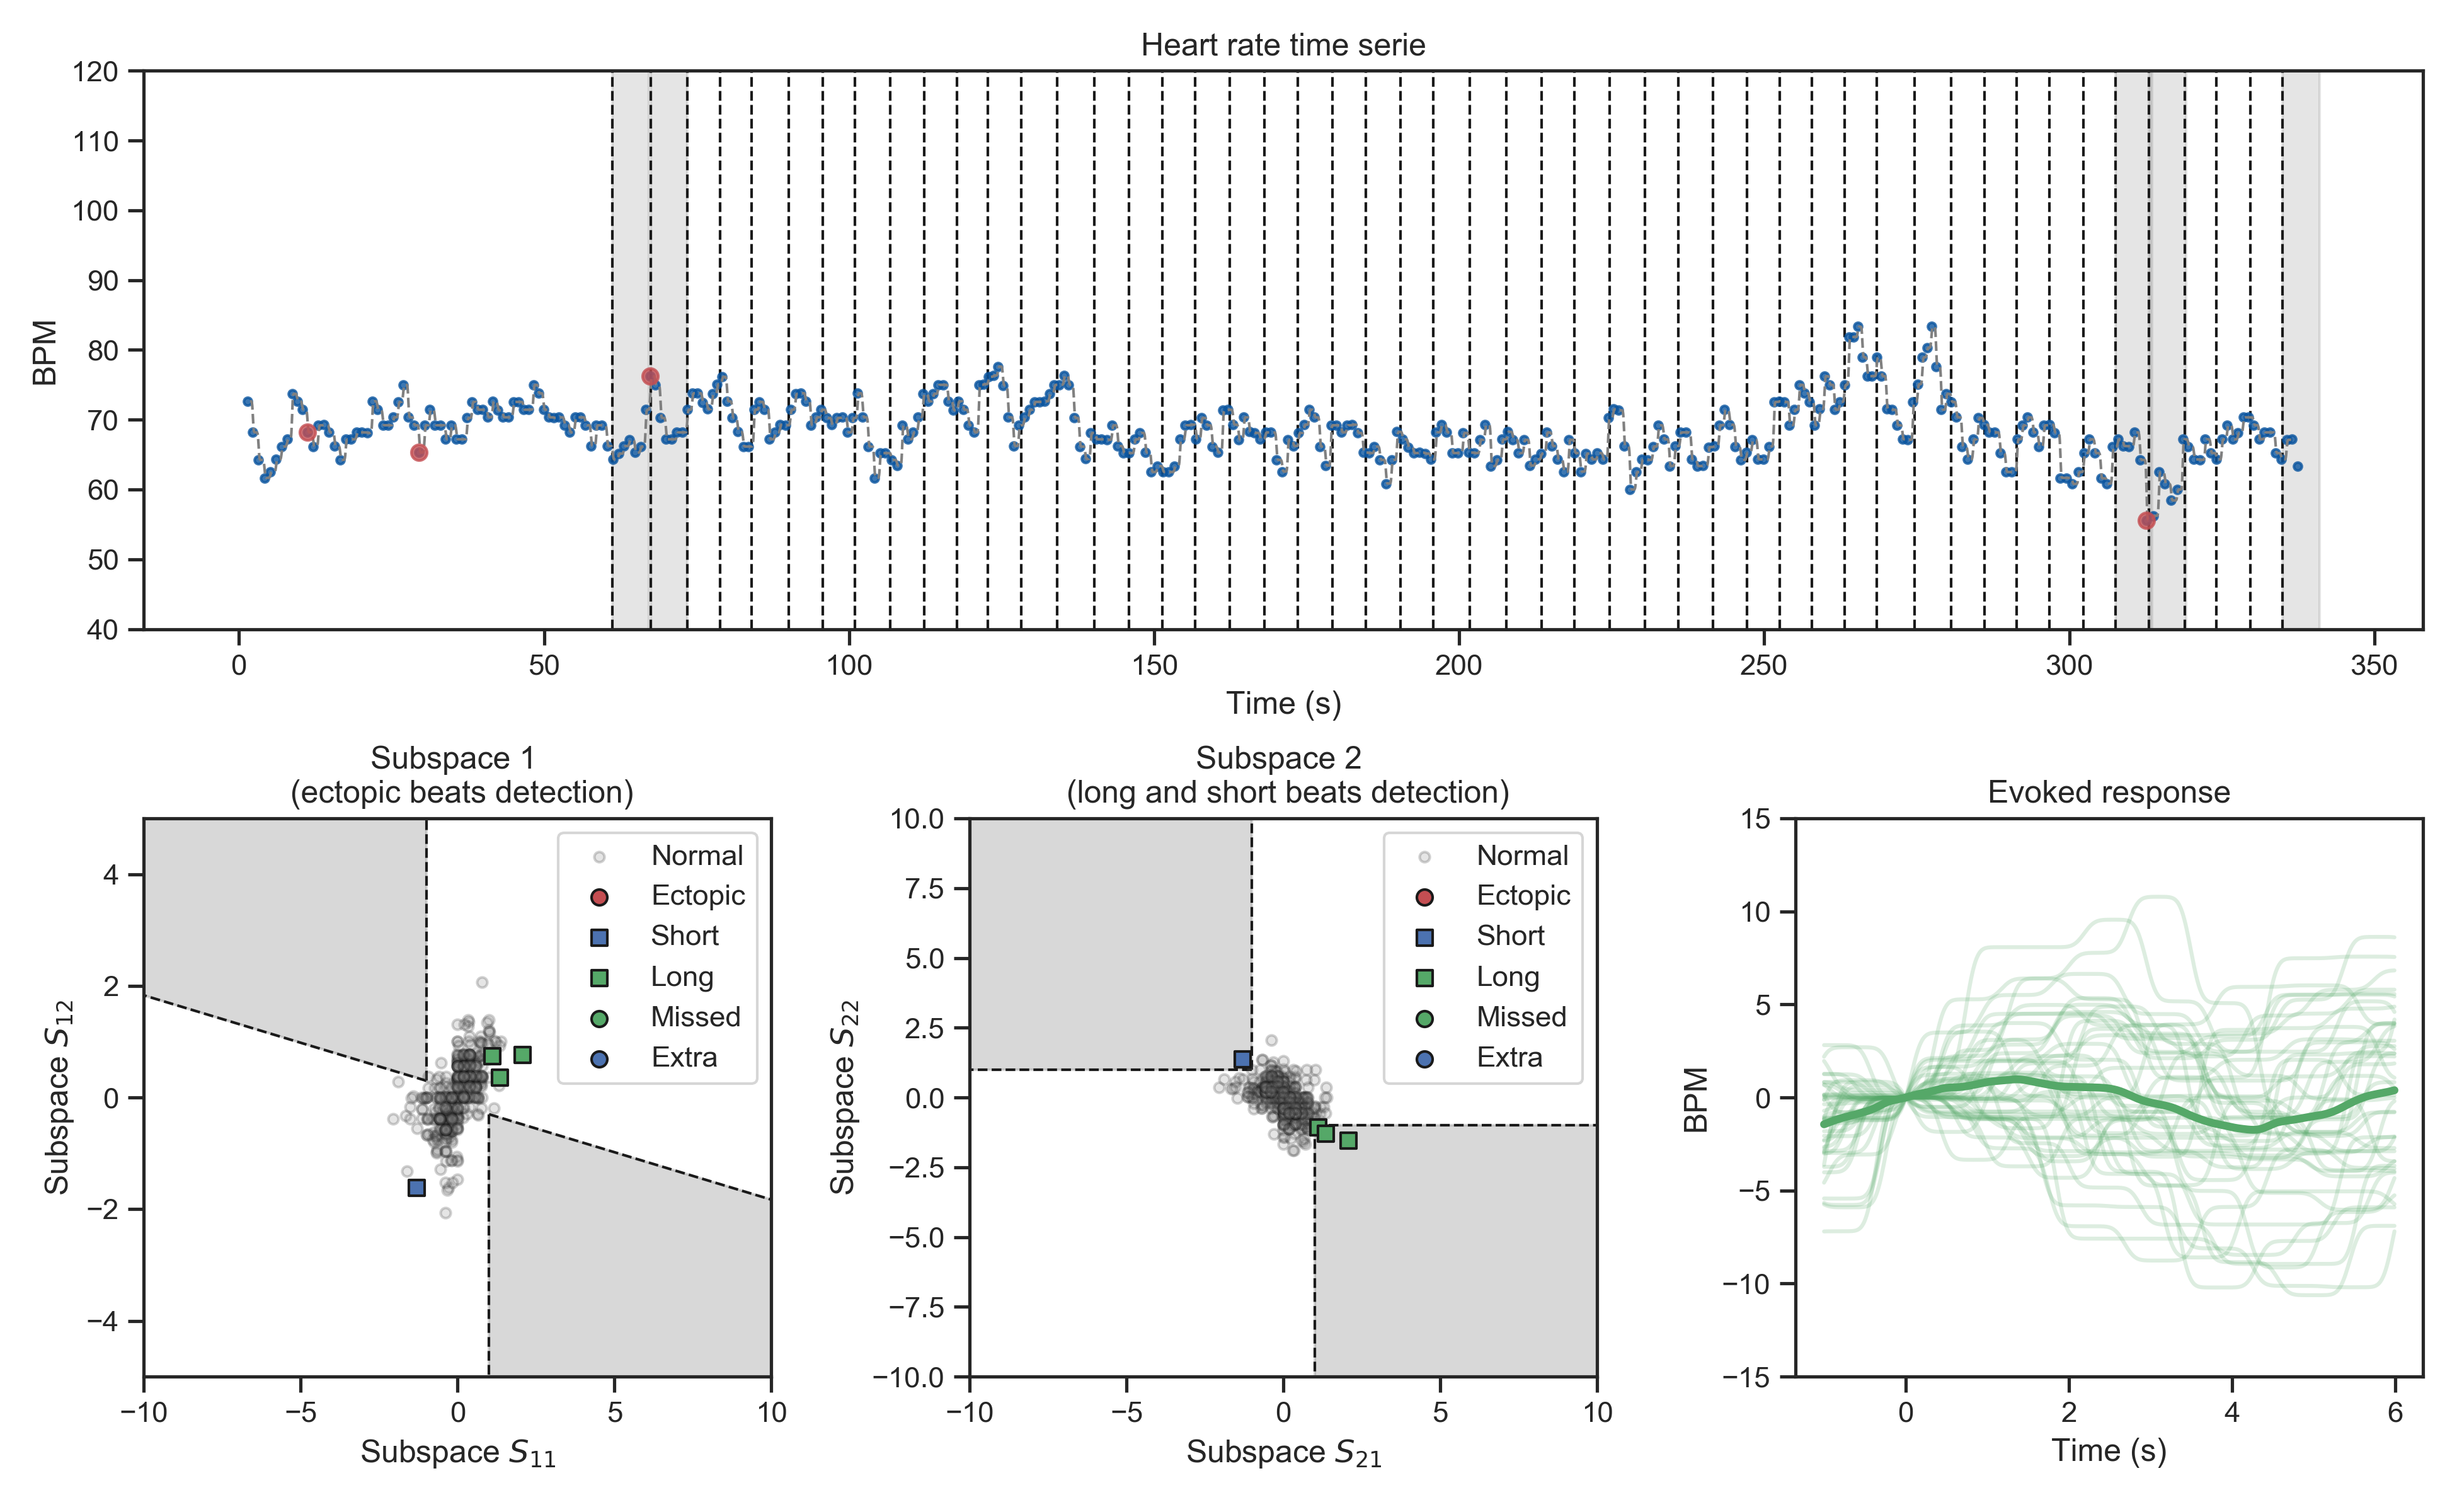 Heart rate time serie
120
110
100
90
80
70
60
50
40
BPM
0 50 100 150 200 250 300 350
Time (s)
Subspace 1
(ectopic beats detection)
4
2
0
−2
−4
Subspace S12
Normal
Ectopic
Short
Long
Missed
Extra
−10 −5 0 5 10
Subspace S11
Subspace 2
(long and short beats detection)
10.0
7.5
5.0
2.5
0.0
−2.5
−5.0
−7.5
−10.0
Subspace S22
Normal
Ectopic
Short
Long
Missed
Extra
−10 −5 0 5 10
Subspace S21
Evoked response
15
10
5
0
−5
−10
−15
BPM
0 2 4 6
Time (s)